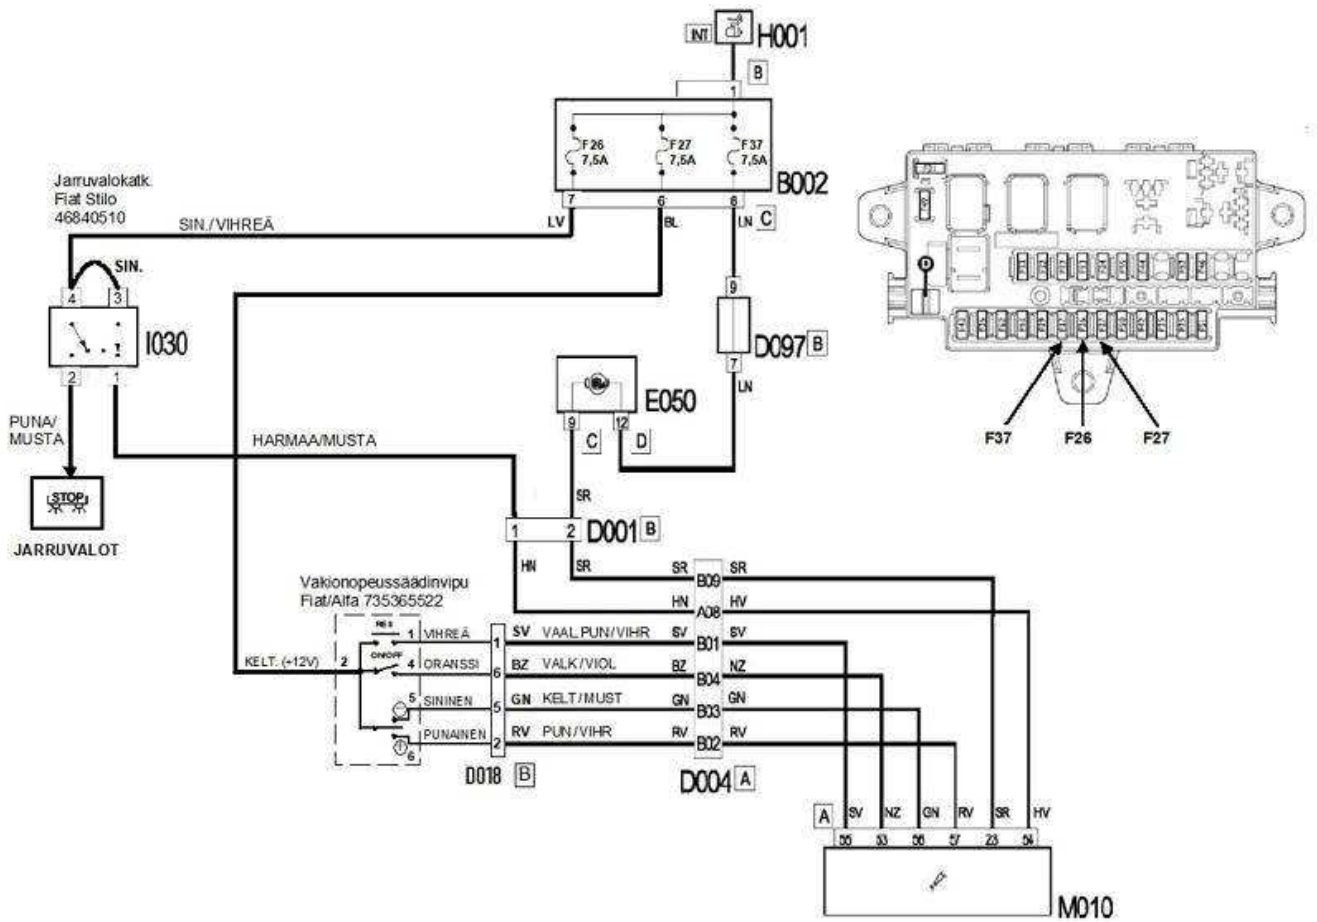 INT H001
B
1
F26 F27 F37
7,5A 7,5A 7,5A
B002
7 6 8
LV BL LN C
Jarruvalokatk.
Fiat Stilo
46840510
SIN./VIHREÄ
SIN.
4 3
I030
2 1
PUNA/
MUSTA
HARMAA/MUSTA
STOP
JARRUVALOT
9
D097 B
7
LN
E050
9 12
C D
SR
1 2 D001 B
HN SR
F37 F26 F27
SR B09 SR
HN A08 HV
Vakionopeussäädinvipu
Fiat/Alfa 735365522
RES
1 VIHREÄ 1 SV VAAL.PUN/VIHR SV B01 SV
KELT. (+12V) 2
ON/OFF
4 ORANSSI 6 BZ VALK/VIOL BZ B04 NZ
5 SININEN 5 GN KELT/MUST GN B03 GN
PUNAINEN 2 RV PUN/VIHR RV B02 RV
6
D018 B
D004 A
A SV NZ GN RV SR HV
55 53 56 57 23 54
M010